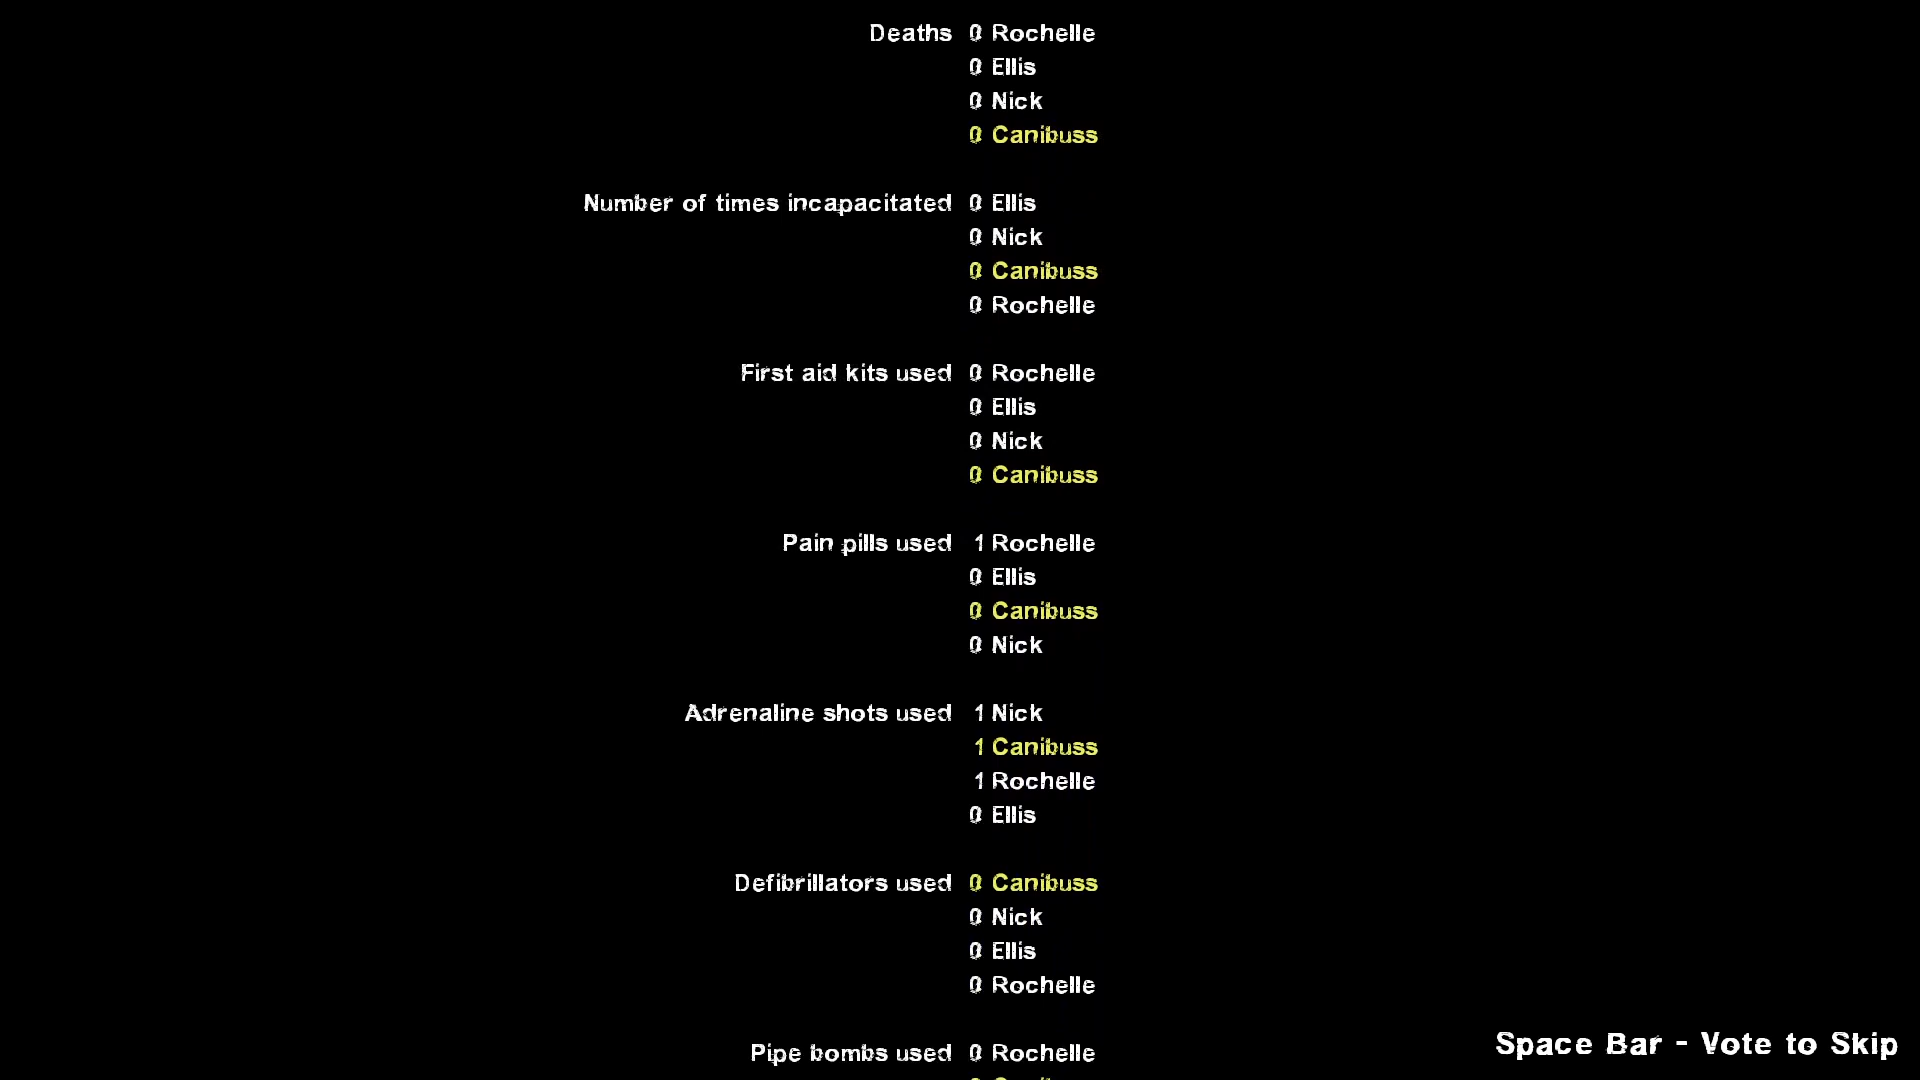 Deaths 0 Rochelle
0 Ellis
0 Nick
0 Canibuss
Number of times incapacitated 0 Ellis
0 Nick
0 Canibuss
0 Rochelle
First aid kits used 0 Rochelle
0 Ellis
0 Nick
0 Canibuss
Pain pills used 1 Rochelle
0 Ellis
0 Canibuss
0 Nick
Adrenaline shots used 1 Nick
1 Canibuss
1 Rochelle
0 Ellis
Defibrillators used 0 Canibuss
0 Nick
0 Ellis
0 Rochelle
Pipe bombs used 0 Rochelle
Space Bar - Vote to Skip